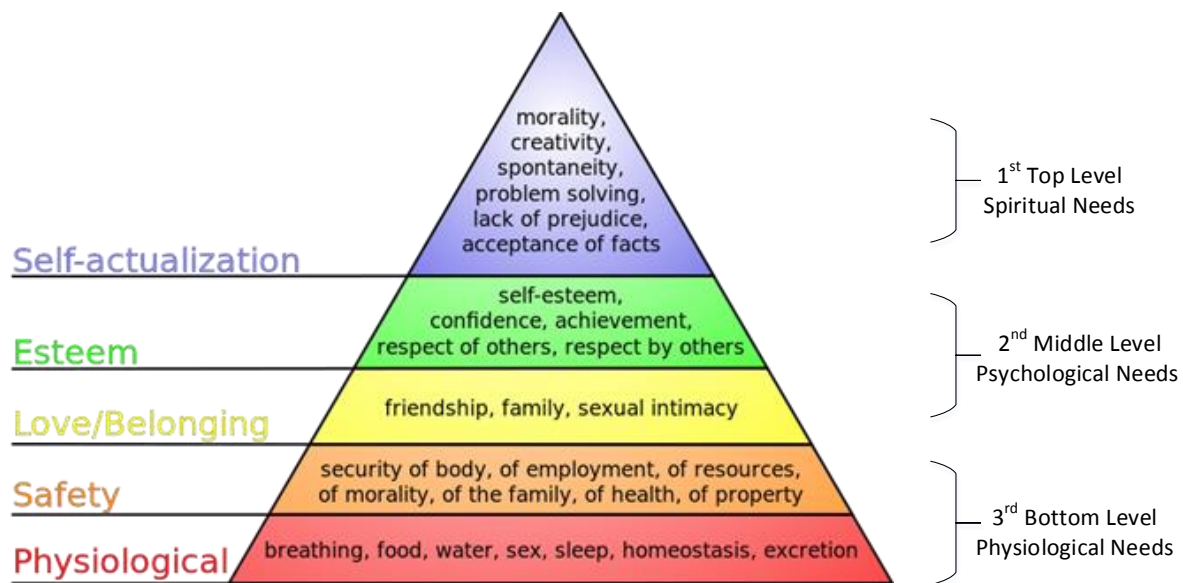 morality,
creativity,
spontaneity,
problem solving,
lack of prejudice,
acceptance of facts
1st Top Level
Spiritual Needs
Self-actualization
self-esteem,
confidence, achievement,
respect of others, respect by others
Esteem
2nd Middle Level
Psychological Needs
friendship, family, sexual intimacy
Love/Belonging
security of body, of employment, of resources,
of morality, of the family, of health, of property
Safety
3rd Bottom Level
Physiological Needs
breathing, food, water, sex, sleep, homeostasis, excretion
Physiological